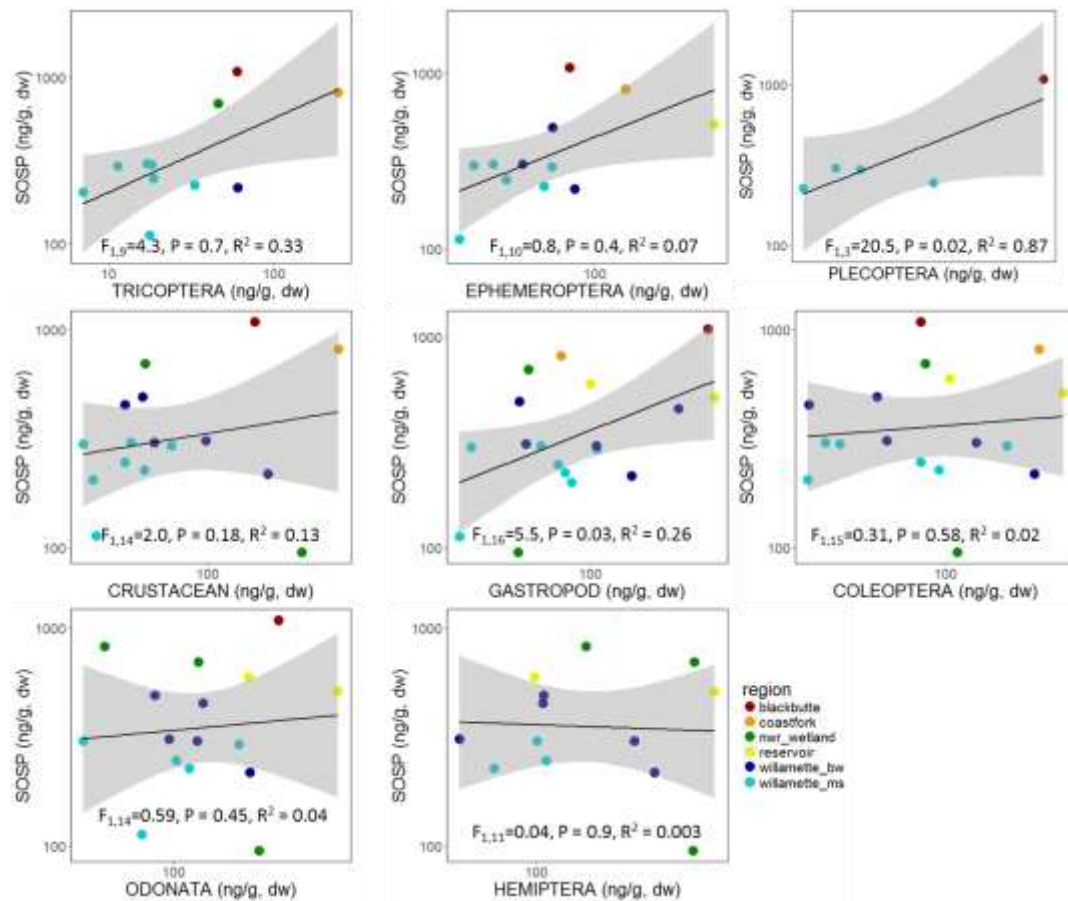 1000
100
SOSP (ng/g, dw)
F1,9=4.3, P = 0.7, R2 = 0.33
10
100
TRICOPTERA (ng/g, dw)
1000
100
SOSP (ng/g, dw)
F1,10=0.8, P = 0.4, R2 = 0.07
100
EPHEMEROPTERA (ng/g, dw)
1000
100
SOSP (ng/g, dw)
F1,3=20.5, P = 0.02, R2 = 0.87
PLECOPTERA (ng/g, dw)
1000
100
SOSP (ng/g, dw)
F1,14=2.0, P = 0.18, R2 = 0.13
100
CRUSTACEAN (ng/g, dw)
1000
100
SOSP (ng/g, dw)
F1,16=5.5, P = 0.03, R2 = 0.26
100
GASTROPOD (ng/g, dw)
1000
100
SOSP (ng/g, dw)
F1,15=0.31, P = 0.58, R2 = 0.02
100
COLEOPTERA (ng/g, dw)
1000
100
SOSP (ng/g, dw)
F1,14=0.59, P = 0.45, R2 = 0.04
100
ODONATA (ng/g, dw)
1000
100
SOSP (ng/g, dw)
F1,11=0.04, P = 0.9, R2 = 0.003
100
HEMIPTERA (ng/g, dw)
region
blackbutte
coastfork
nwr_wetland
reservoir
willamette_bw
willamette_ms